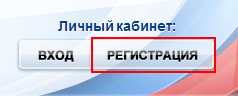 Личный кабинет:
ВХОД РЕГИСТРАЦИЯ